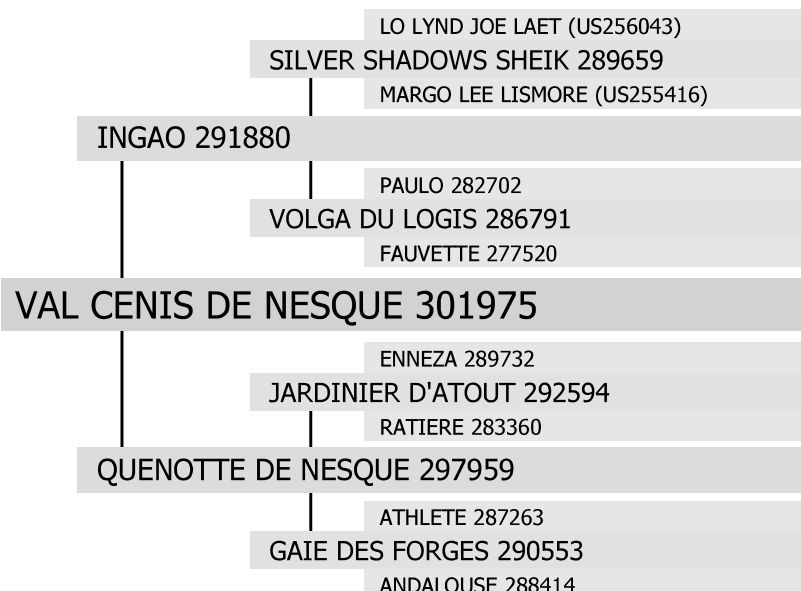 LO LYND JOE LAET (US256043)
SILVER SHADOWS SHEIK 289659
MARGO LEE LISMORE (US255416)
INGAO 291880
PAULO 282702
VOLGA DU LOGIS 286791
FAUVETTE 277520
VAL CENIS DE NESQUE 301975
ENNEZA 289732
JARDINIER D'ATOUT 292594
RATIERE 283360
QUENOTTE DE NESQUE 297959
ATHLETE 287263
GAIE DES FORGES 290553
ANDALOUSE 288414